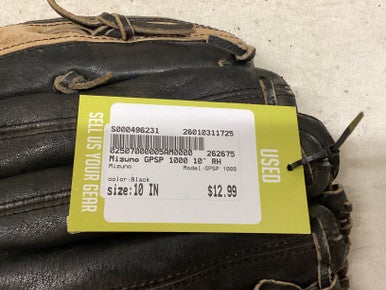 SELL US YOUR GEAR
S000496231 26010311725
02507000005AM0000 262675
Mizuno GPSP 1000 10" RH
Mizuno Model:GPSP 1000
color:Black
size:10 IN $12.99
USED